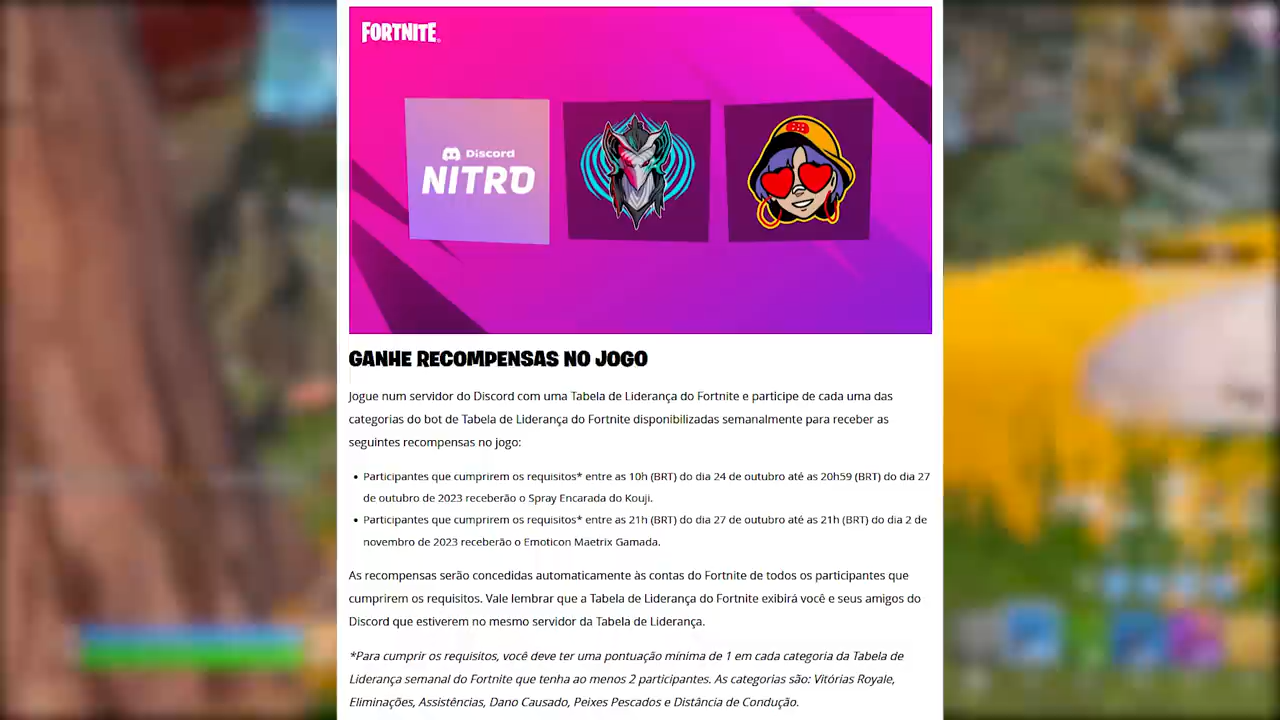 FORTNITE
Discord
NITRO
GANHE RECOMPENSAS NO JOGO
Jogue num servidor do Discord com uma Tabela de Liderança do Fortnite e participe de cada uma das
categorias do bot de Tabela de Liderança do Fortnite disponibilizadas semanalmente para receber as
seguintes recompensas no jogo:
• Participantes que cumprirem os requisitos* entre as 10h (BRT) do dia 24 de outubro até as 20h59 (BRT) do dia 27
de outubro de 2023 receberão o Spray Encarada do Kouji.
• Participantes que cumprirem os requisitos* entre as 21h (BRT) do dia 27 de outubro até as 21h (BRT) do dia 2 de
novembro de 2023 receberão o Emoticon Maetrix Gamada.
As recompensas serão concedidas automaticamente às contas do Fortnite de todos os participantes que
cumprirem os requisitos. Vale lembrar que a Tabela de Liderança do Fortnite exibirá você e seus amigos do
Discord que estiverem no mesmo servidor da Tabela de Liderança.
*Para cumprir os requisitos, você deve ter uma pontuação mínima de 1 em cada categoria da Tabela de
Liderança semanal do Fortnite que tenha ao menos 2 participantes. As categorias são: Vitórias Royale,
Eliminações, Assistências, Dano Causado, Peixes Pescados e Distância de Condução.